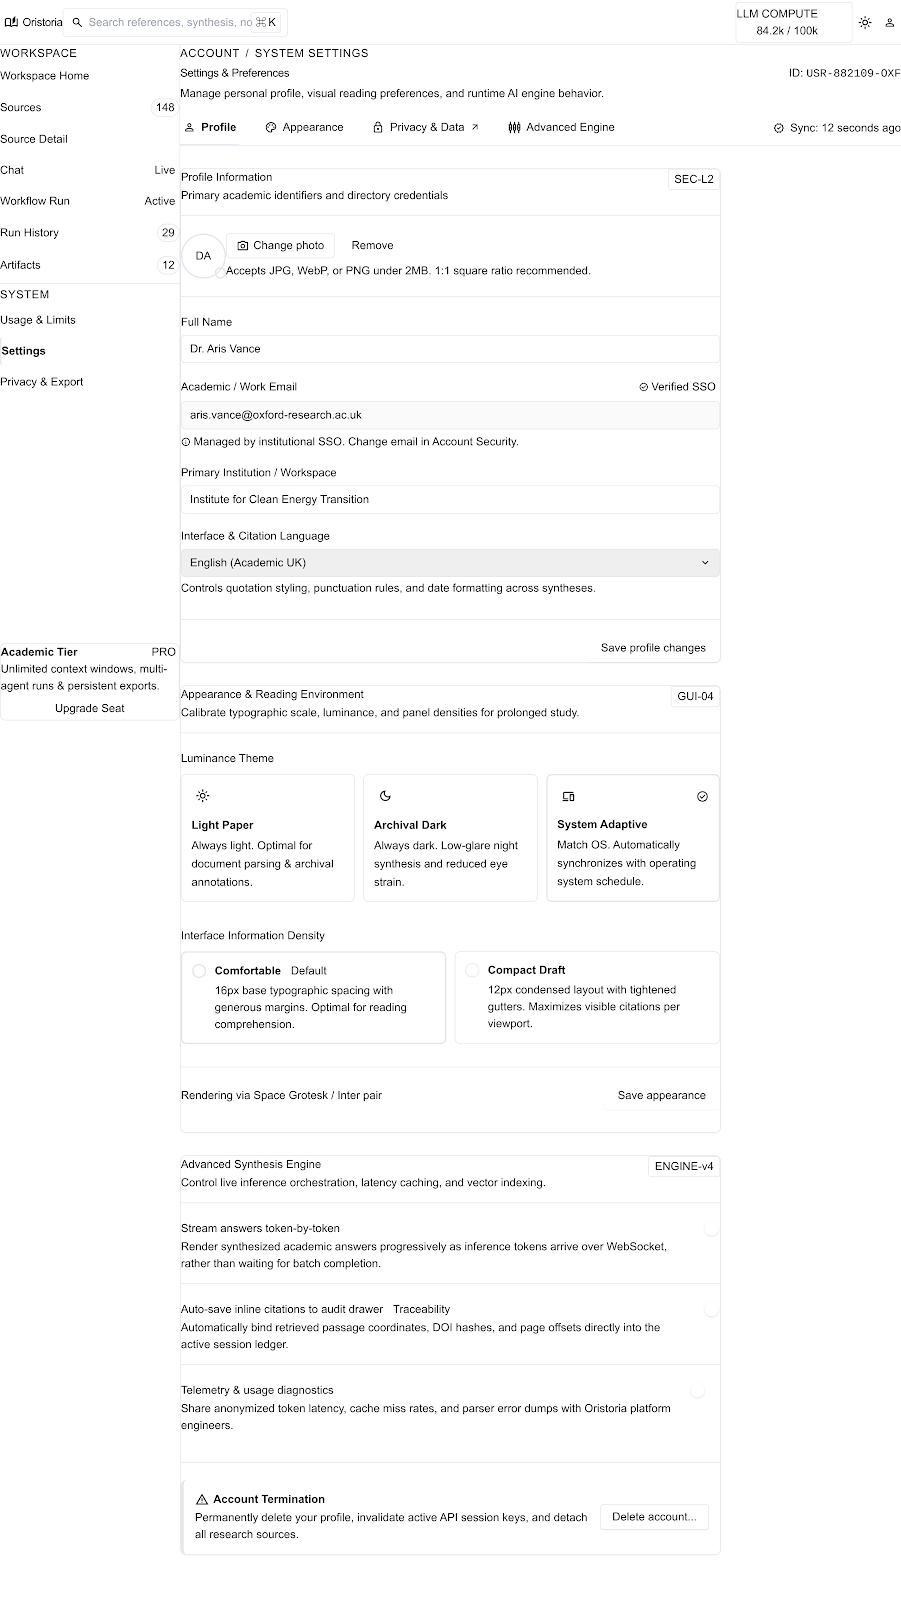 Oristoria
Search references, synthesis, no ⌘K
LLM COMPUTE
84.2k / 100k
WORKSPACE
Workspace Home
Sources 148
Source Detail
Chat Live
Workflow Run Active
Run History 29
Artifacts 12
SYSTEM
Usage & Limits
Settings
Privacy & Export
Academic Tier PRO
Unlimited context windows, multi-
agent runs & persistent exports.
Upgrade Seat
ACCOUNT / SYSTEM SETTINGS
Settings & Preferences
ID: USR-882109-OXF
Manage personal profile, visual reading preferences, and runtime AI engine behavior.
Profile Appearance Privacy & Data Advanced Engine Sync: 12 seconds ago
Profile Information SEC-L2
Primary academic identifiers and directory credentials
DA
Change photo Remove
Accepts JPG, WebP, or PNG under 2MB. 1:1 square ratio recommended.
Full Name
Dr. Aris Vance
Academic / Work Email Verified SSO
aris.vance@oxford-research.ac.uk
Managed by institutional SSO. Change email in Account Security.
Primary Institution / Workspace
Institute for Clean Energy Transition
Interface & Citation Language
English (Academic UK)
Controls quotation styling, punctuation rules, and date formatting across syntheses.
Save profile changes
Appearance & Reading Environment GUI-04
Calibrate typographic scale, luminance, and panel densities for prolonged study.
Luminance Theme
Light Paper
Always light. Optimal for
document parsing & archival
annotations.
Archival Dark
Always dark. Low-glare night
synthesis and reduced eye
strain.
System Adaptive
Match OS. Automatically
synchronizes with operating
system schedule.
Interface Information Density
Comfortable Default
16px base typographic spacing with
generous margins. Optimal for reading
comprehension.
Compact Draft
12px condensed layout with tightened
gutters. Maximizes visible citations per
viewport.
Rendering via Space Grotesk / Inter pair
Save appearance
Advanced Synthesis Engine ENGINE-v4
Control live inference orchestration, latency caching, and vector indexing.
Stream answers token-by-token
Render synthesized academic answers progressively as inference tokens arrive over WebSocket,
rather than waiting for batch completion.
Auto-save inline citations to audit drawer Traceability
Automatically bind retrieved passage coordinates, DOI hashes, and page offsets directly into the
active session ledger.
Telemetry & usage diagnostics
Share anonymized token latency, cache miss rates, and parser error dumps with Oristoria platform
engineers.
Account Termination
Permanently delete your profile, invalidate active API session keys, and detach
all research sources.
Delete account...